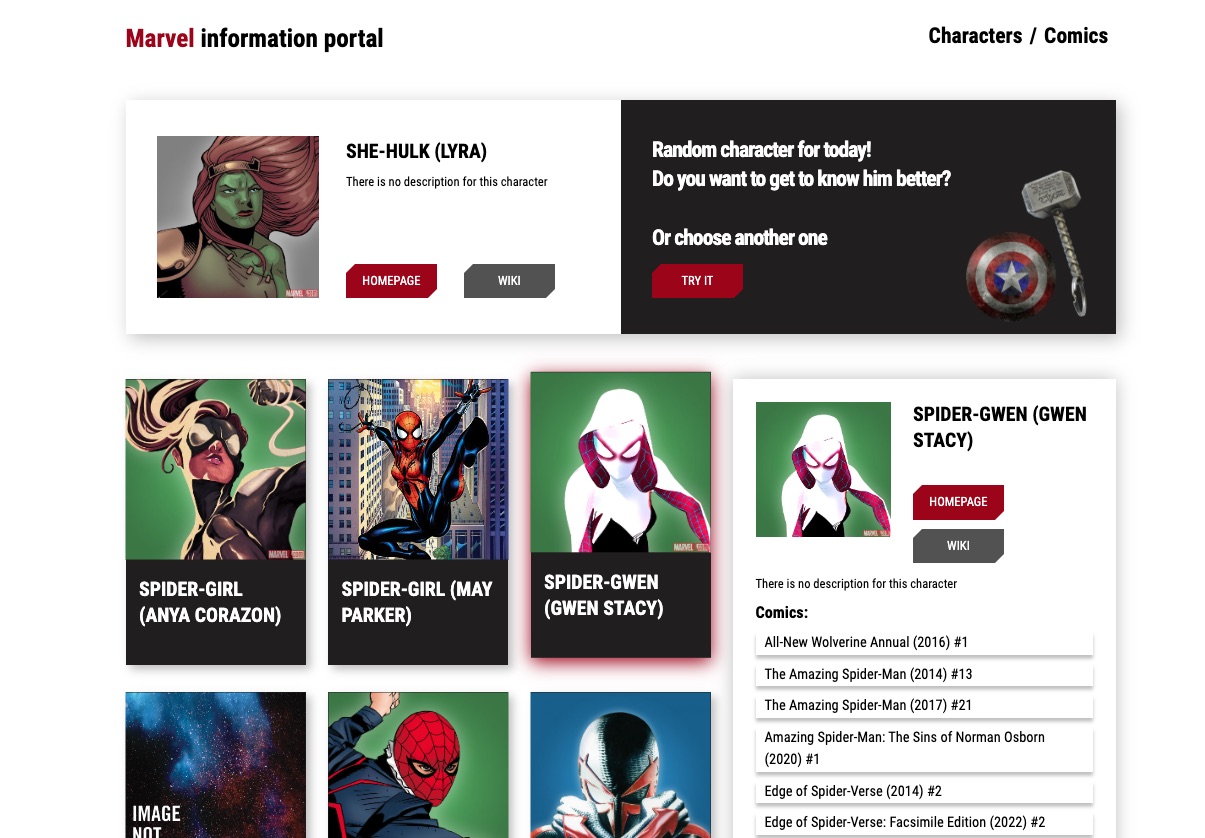 Marvel information portal
Characters / Comics
SHE-HULK (LYRA)
There is no description for this character
HOMEPAGE
WIKI
Random character for today!
Do you want to get to know him better?
Or choose another one
TRY IT
SPIDER-GIRL
(ANYA CORAZON)
SPIDER-GIRL (MAY
PARKER)
SPIDER-GWEN
(GWEN STACY)
IMAGE
NOT
SPIDER-GWEN (GWEN
STACY)
HOMEPAGE
WIKI
There is no description for this character
Comics:
All-New Wolverine Annual (2016) #1
The Amazing Spider-Man (2014) #13
The Amazing Spider-Man (2017) #21
Amazing Spider-Man: The Sins of Norman Osborn
(2020) #1
Edge of Spider-Verse (2014) #2
Edge of Spider-Verse: Facsimile Edition (2022) #2